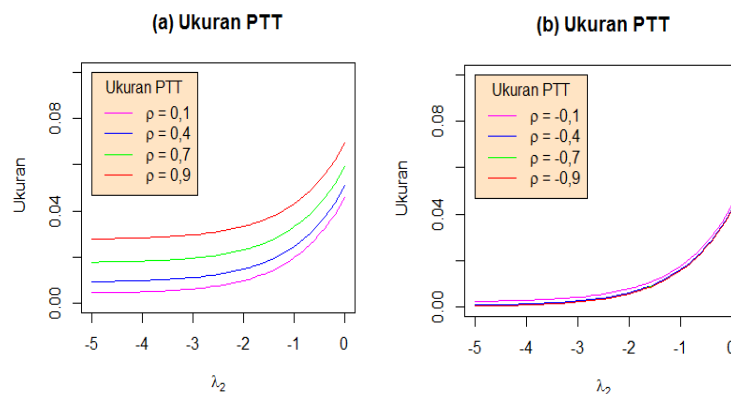 (a) Ukuran PTT
Ukuran
0.00 0.04 0.08
Ukuran PTT
ρ = 0,1
ρ = 0,4
ρ = 0,7
ρ = 0,9
-5 -4 -3 -2 -1 0
λ2
(b) Ukuran PTT
Ukuran
0.00 0.04 0.08
Ukuran PTT
ρ = -0,1
ρ = -0,4
ρ = -0,7
ρ = -0,9
-5 -4 -3 -2 -1 0
λ2